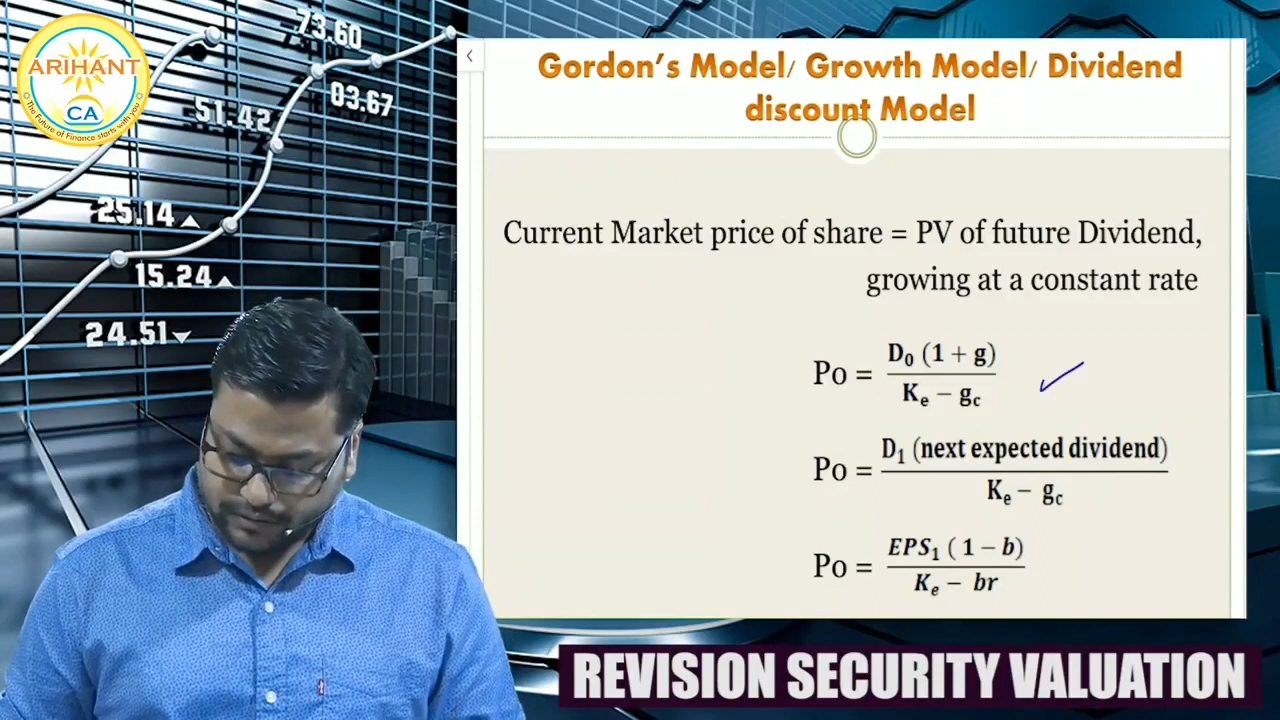 ARIHANT
CA
The Future of Finance starts with you
73.60
51.42
03.67
25.14
15.24
24.51
Gordon's Model/ Growth Model/ Dividend
discount Model
Current Market price of share = PV of future Dividend,
growing at a constant rate
Po = D₀ (1 + g) / Kₑ − g꜀
Po = D₁ (next expected dividend) / Kₑ − g꜀
Po = EPS₁ (1 − b) / Kₑ − br
REVISION SECURITY VALUATION